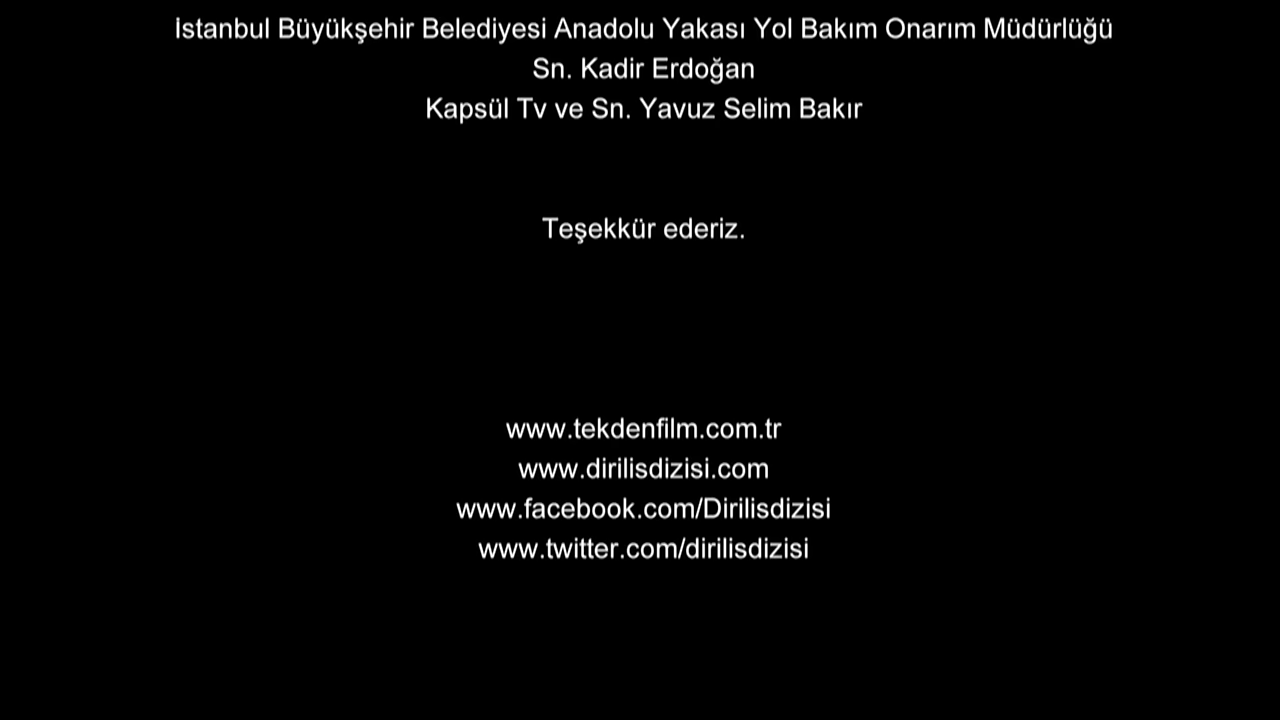 İstanbul Büyükşehir Belediyesi Anadolu Yakası Yol Bakım Onarım Müdürlüğü
Sn. Kadir Erdoğan
Kapsül Tv ve Sn. Yavuz Selim Bakır
Teşekkür ederiz.
www.tekdenfilm.com.tr
www.dirilisdizisi.com
www.facebook.com/Dirilisdizisi
www.twitter.com/dirilisdizisi